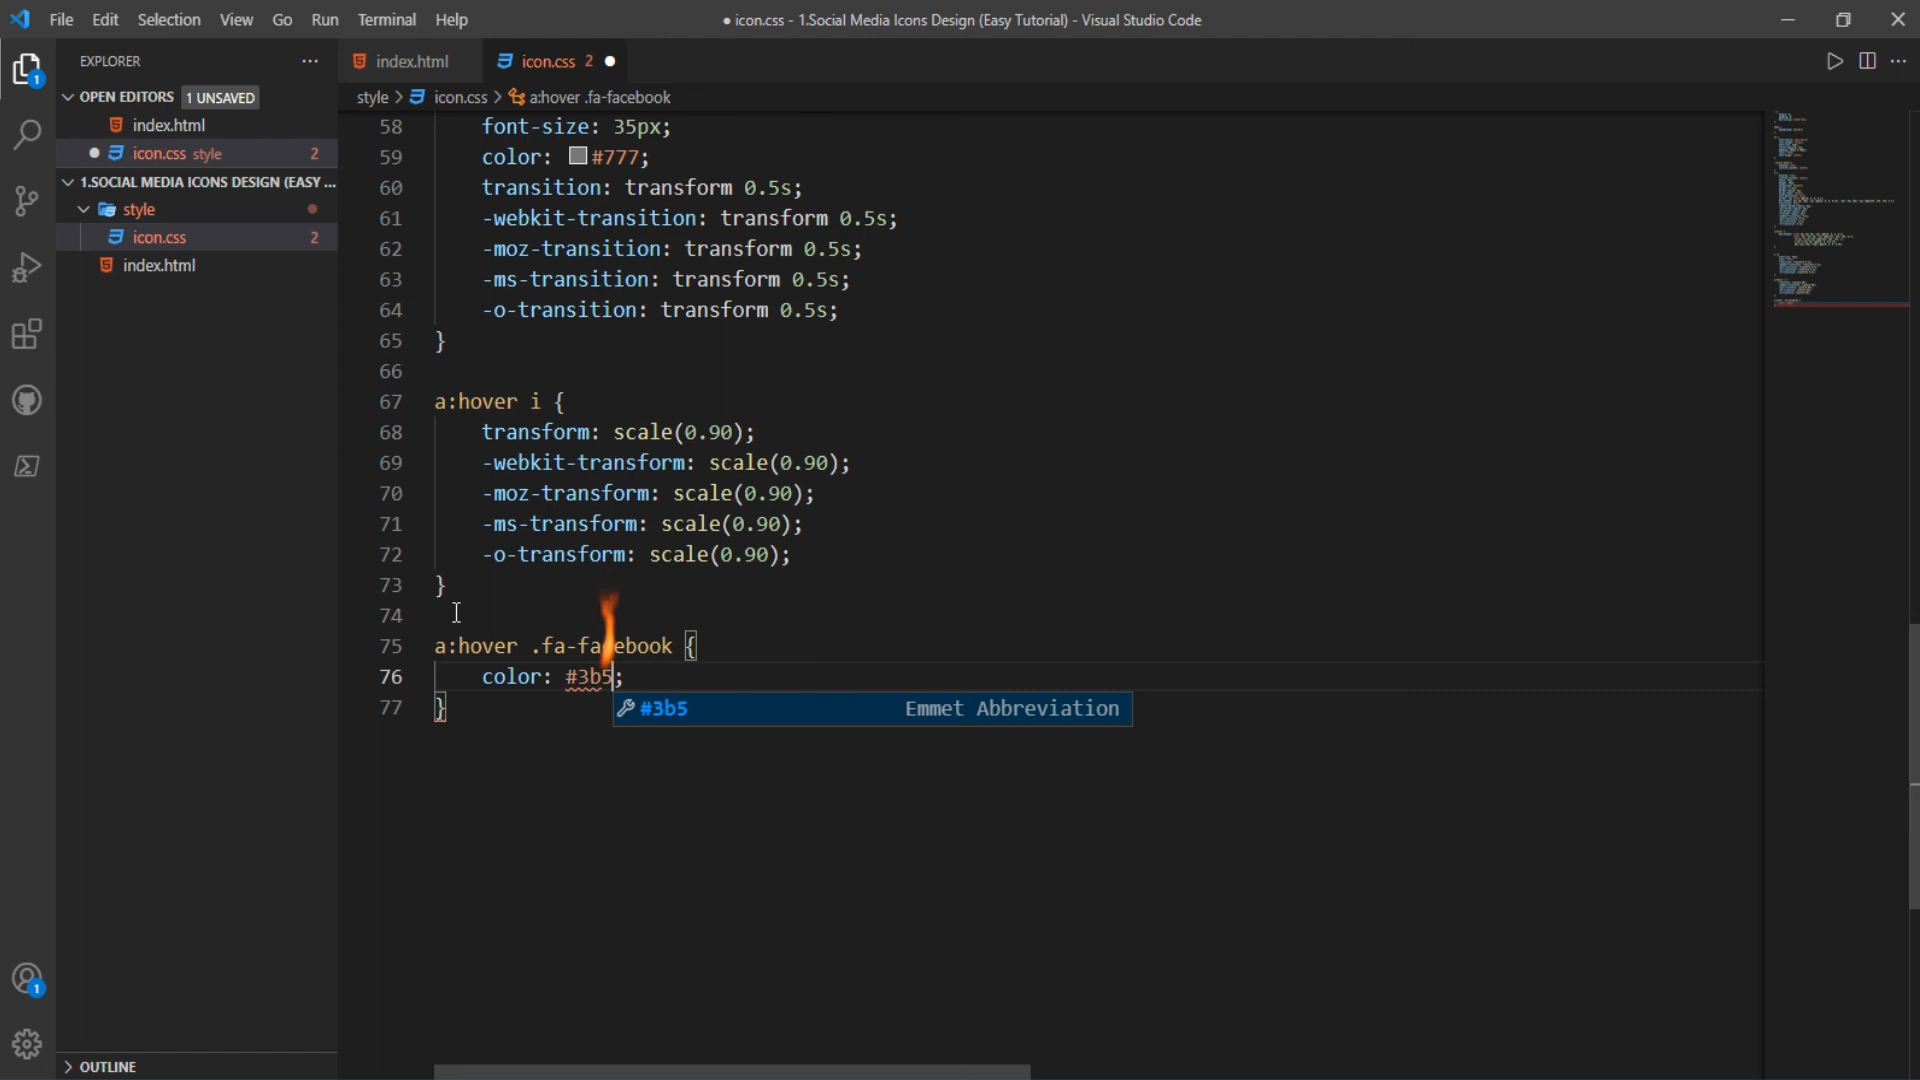 File Edit Selection View Go Run Terminal Help
● icon.css - 1.Social Media Icons Design (Easy Tutorial) - Visual Studio Code
EXPLORER
OPEN EDITORS 1 UNSAVED
index.html
icon.css style 2
1.SOCIAL MEDIA ICONS DESIGN (EASY ...
style
icon.css 2
index.html
OUTLINE
1
1
index.html
icon.css 2
style > icon.css > a:hover .fa-facebook
58 font-size: 35px;
59 color: #777;
60 transition: transform 0.5s;
61 -webkit-transition: transform 0.5s;
62 -moz-transition: transform 0.5s;
63 -ms-transition: transform 0.5s;
64 -o-transition: transform 0.5s;
65 }
66
67 a:hover i {
68 transform: scale(0.90);
69 -webkit-transform: scale(0.90);
70 -moz-transform: scale(0.90);
71 -ms-transform: scale(0.90);
72 -o-transform: scale(0.90);
73 }
74
75 a:hover .fa-facebook {
76 color: #3b5;
77 }
#3b5 Emmet Abbreviation